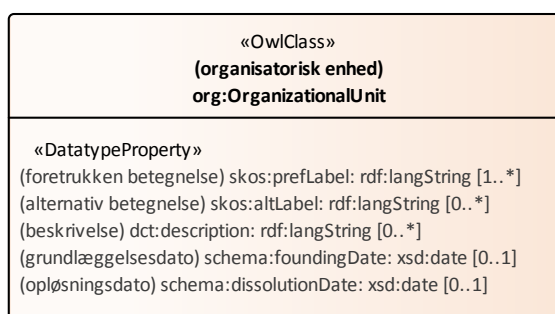 «OwlClass»
(organisatorisk enhed)
org:OrganizationalUnit
«DatatypeProperty»
(foretrukken betegnelse) skos:prefLabel: rdf:langString [1..*]
(alternativ betegnelse) skos:altLabel: rdf:langString [0..*]
(beskrivelse) dct:description: rdf:langString [0..*]
(grundlæggelsesdato) schema:foundingDate: xsd:date [0..1]
(opløsningsdato) schema:dissolutionDate: xsd:date [0..1]